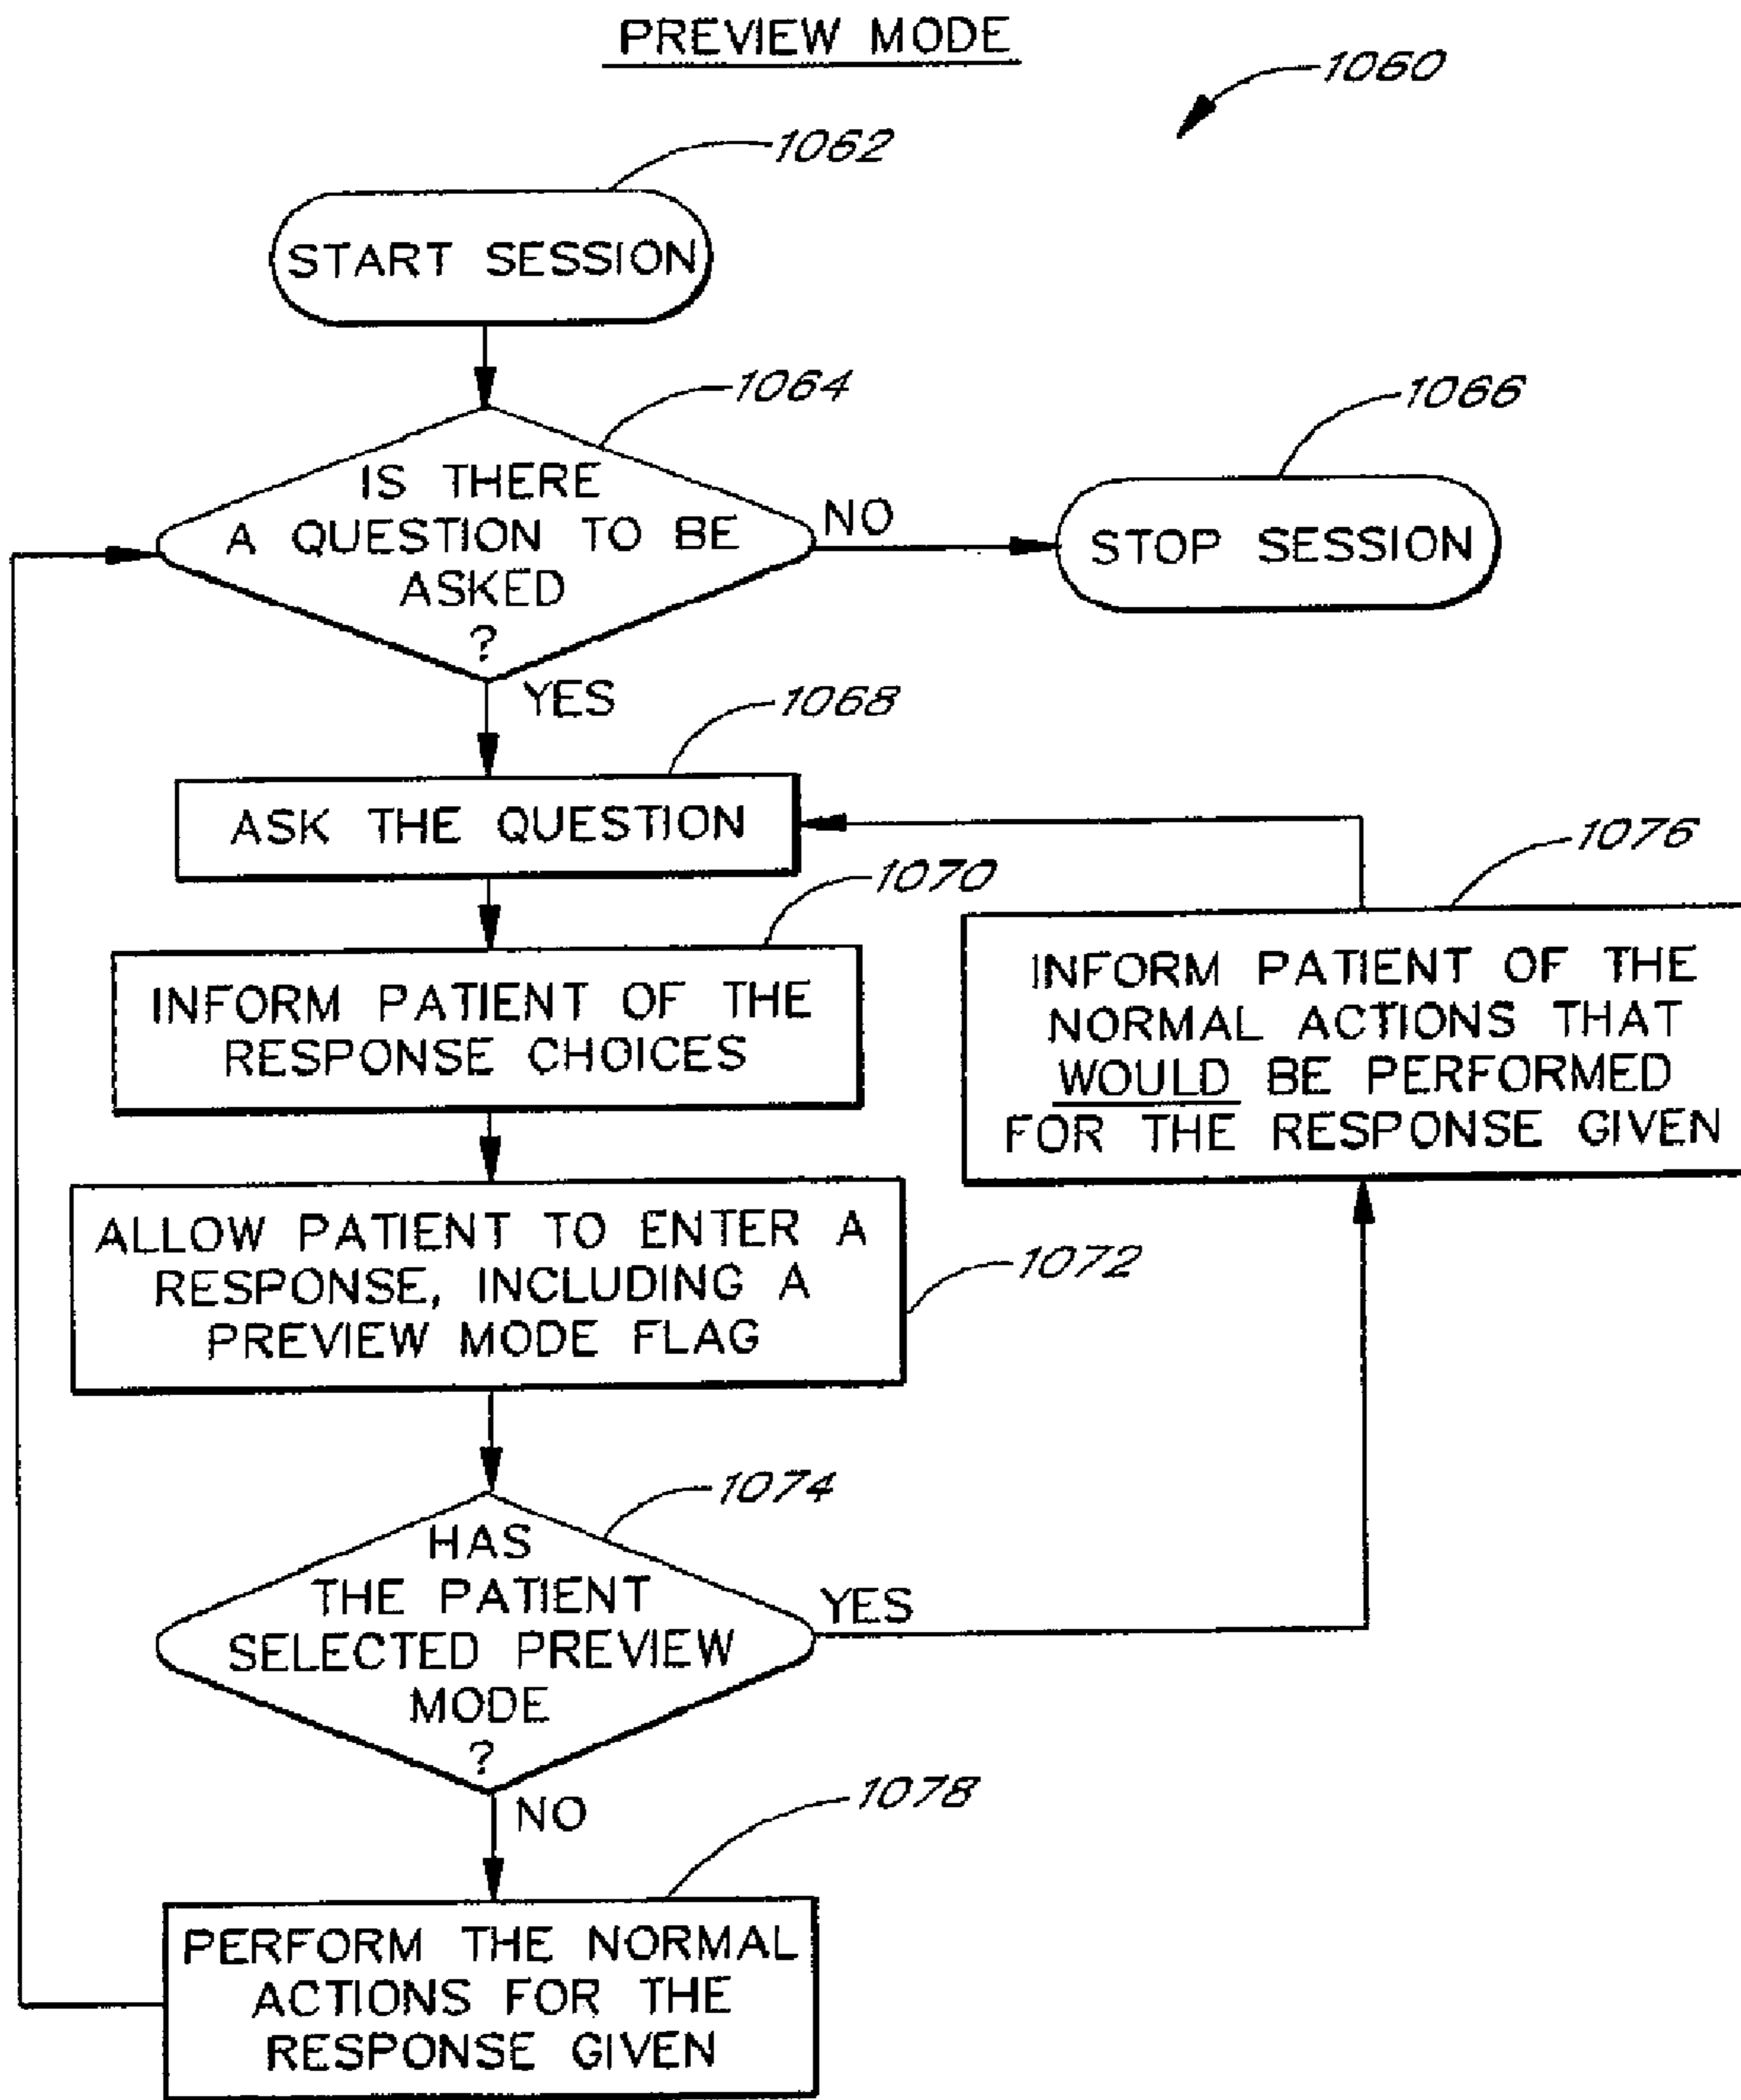 PREVIEW MODE
1060
1062
START SESSION
1064
IS THERE
A QUESTION TO BE
ASKED
?
NO
1066
STOP SESSION
YES
1068
ASK THE QUESTION
1070
INFORM PATIENT OF THE
RESPONSE CHOICES
1076
INFORM PATIENT OF THE
NORMAL ACTIONS THAT
WOULD BE PERFORMED
FOR THE RESPONSE GIVEN
ALLOW PATIENT TO ENTER A
RESPONSE, INCLUDING A
PREVIEW MODE FLAG
1072
1074
HAS
THE PATIENT
SELECTED PREVIEW
MODE
?
YES
NO
1078
PERFORM THE NORMAL
ACTIONS FOR THE
RESPONSE GIVEN